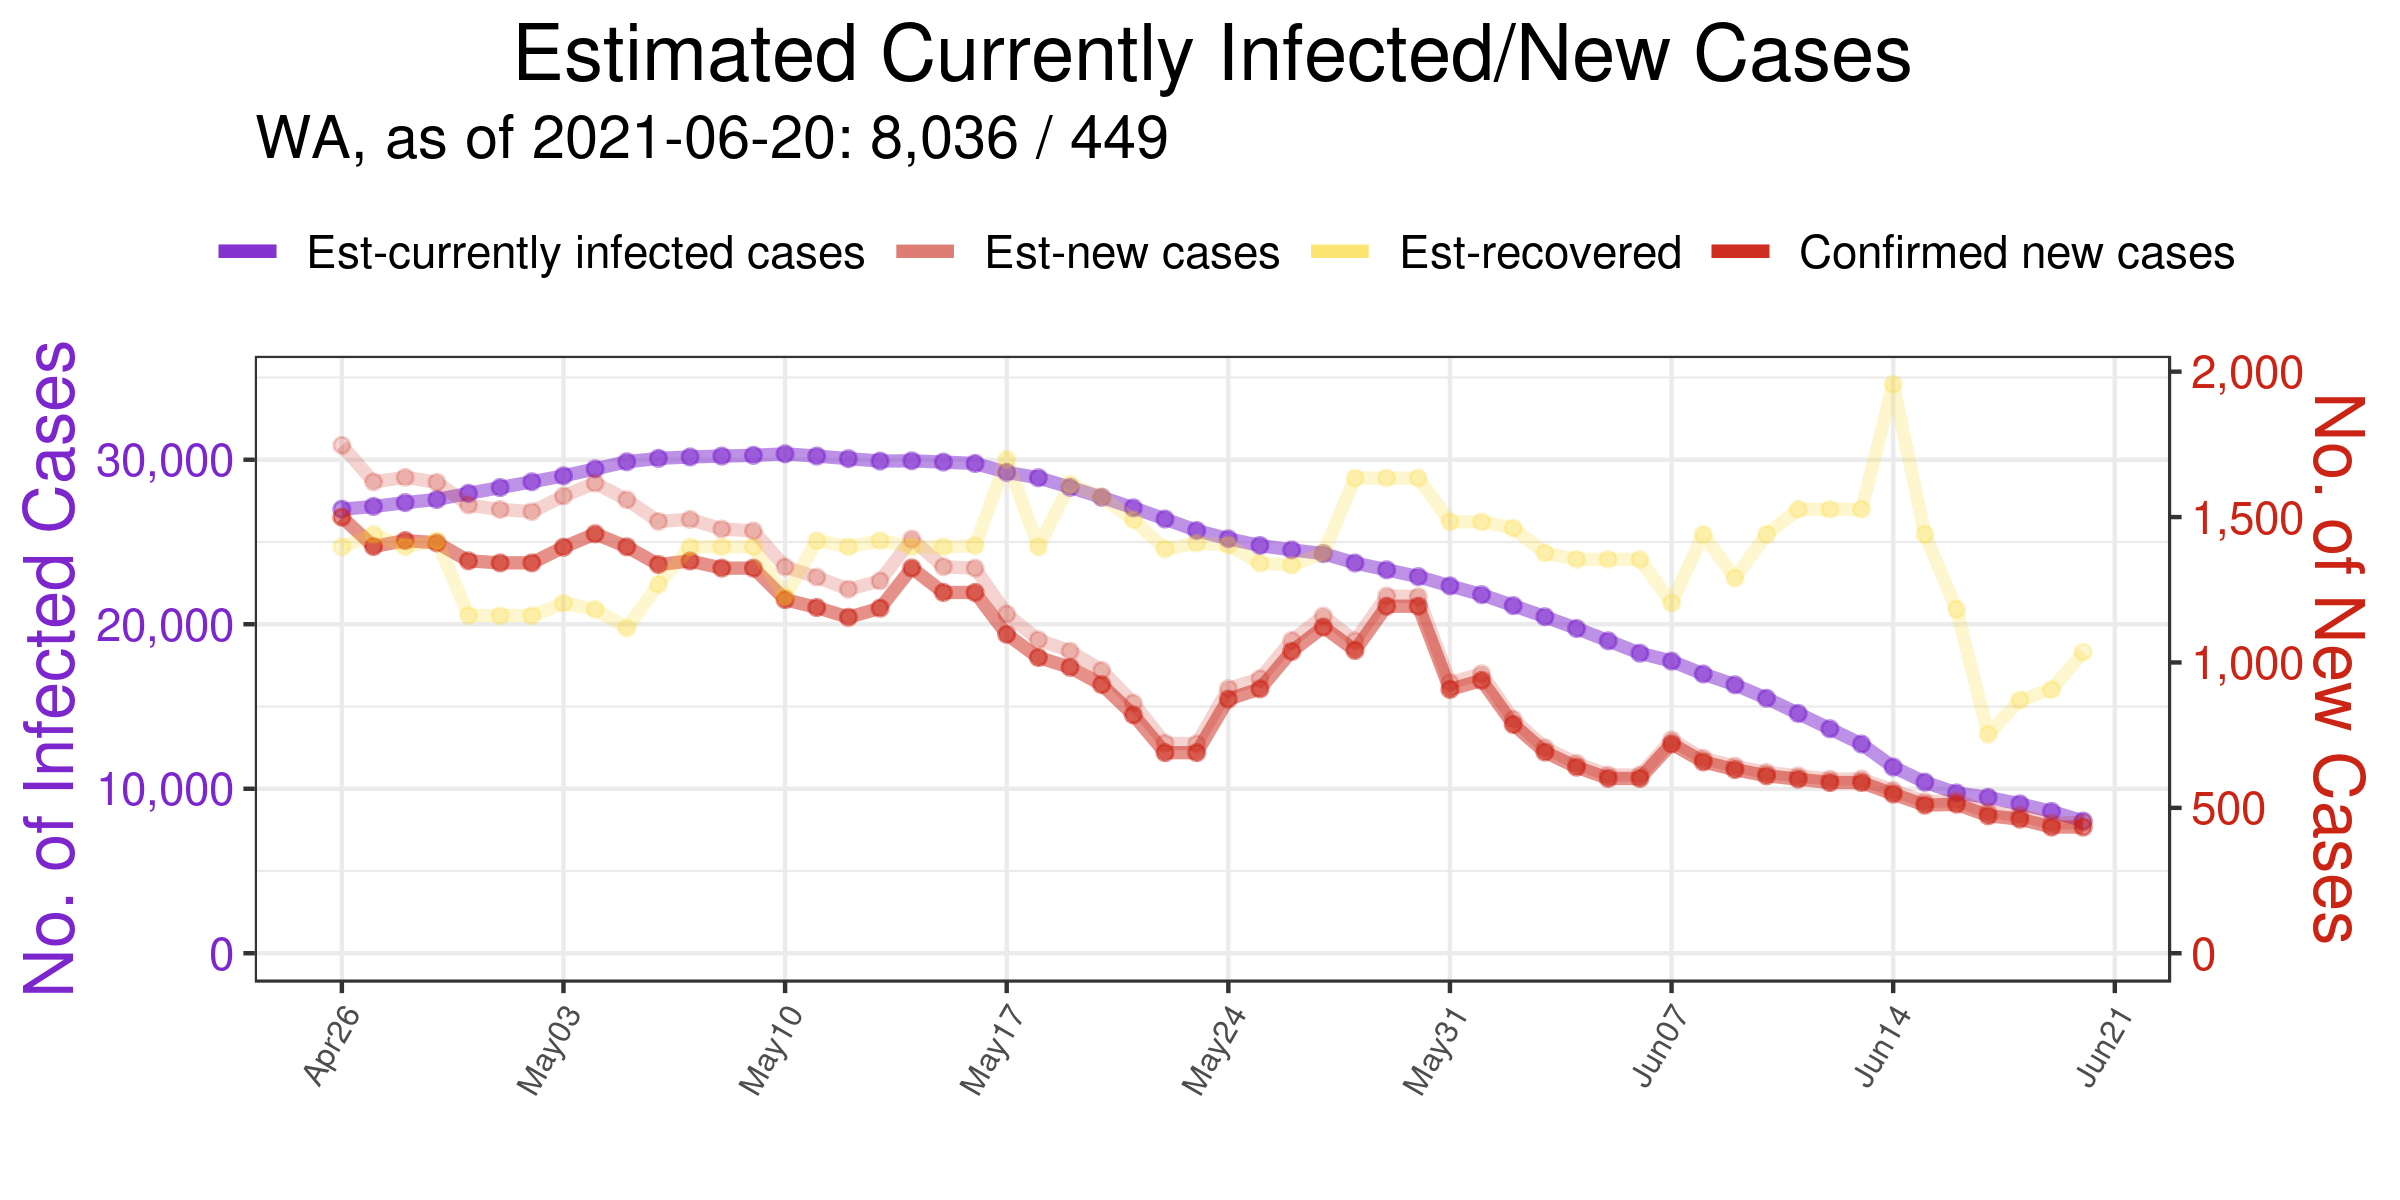 Estimated Currently Infected/New Cases
WA, as of 2021-06-20: 8,036 / 449
Est-currently infected cases Est-new cases Est-recovered Confirmed new cases
No. of Infected Cases
30,000
20,000
10,000
0
2,000
1,500
1,000
500
0
No. of New Cases
Apr26 May03 May10 May17 May24 May31 Jun07 Jun14 Jun21